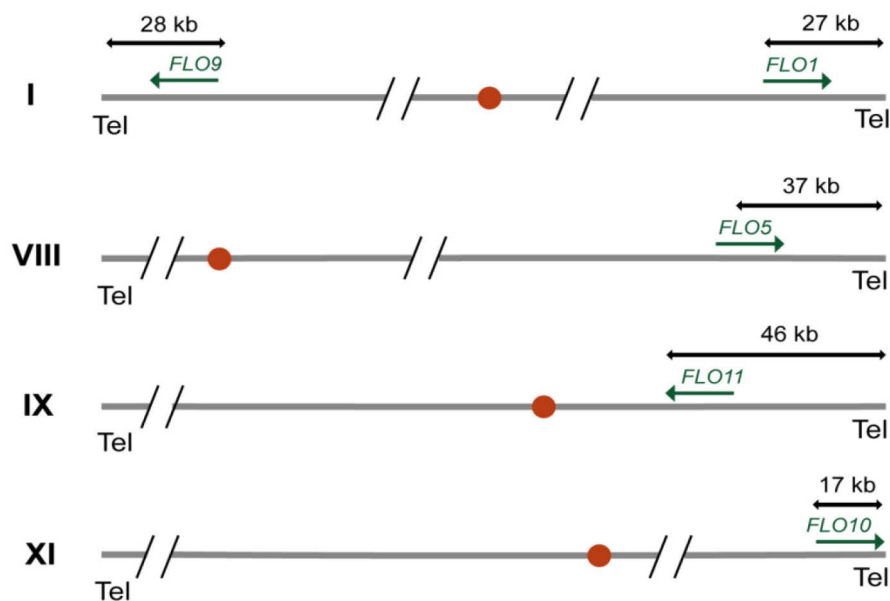 28 kb 27 kb
FLO9 FLO1
I
Tel Tel
37 kb
FLO5
VIII
Tel Tel
46 kb
FLO11
IX
Tel Tel
17 kb
FLO10
XI
Tel Tel